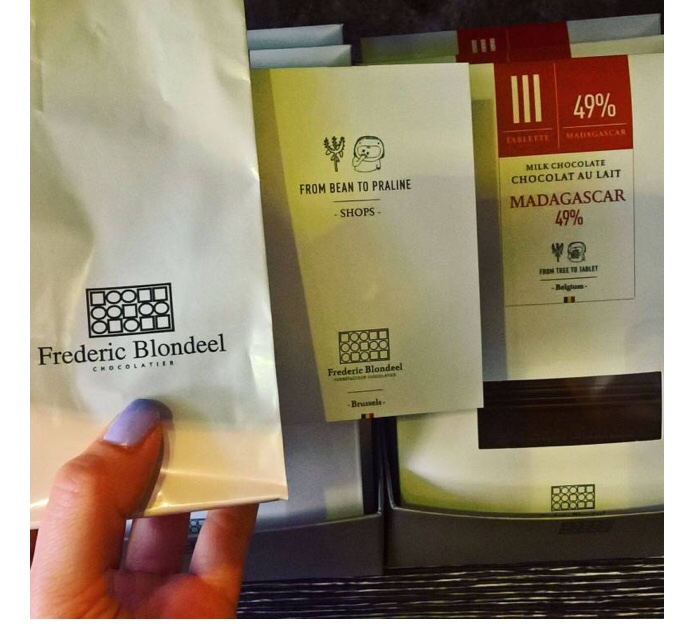 Frederic Blondeel
CHOCOLATIER
FROM BEAN TO PRALINE
- SHOPS -
Frederic Blondeel
CHOCOLATIER
- Brussels -
III
49%
TABLETTE
MADAGASCAR
MILK CHOCOLATE
CHOCOLAT AU LAIT
MADAGASCAR
49%
FROM TREE TO TABLET
- Belgium -